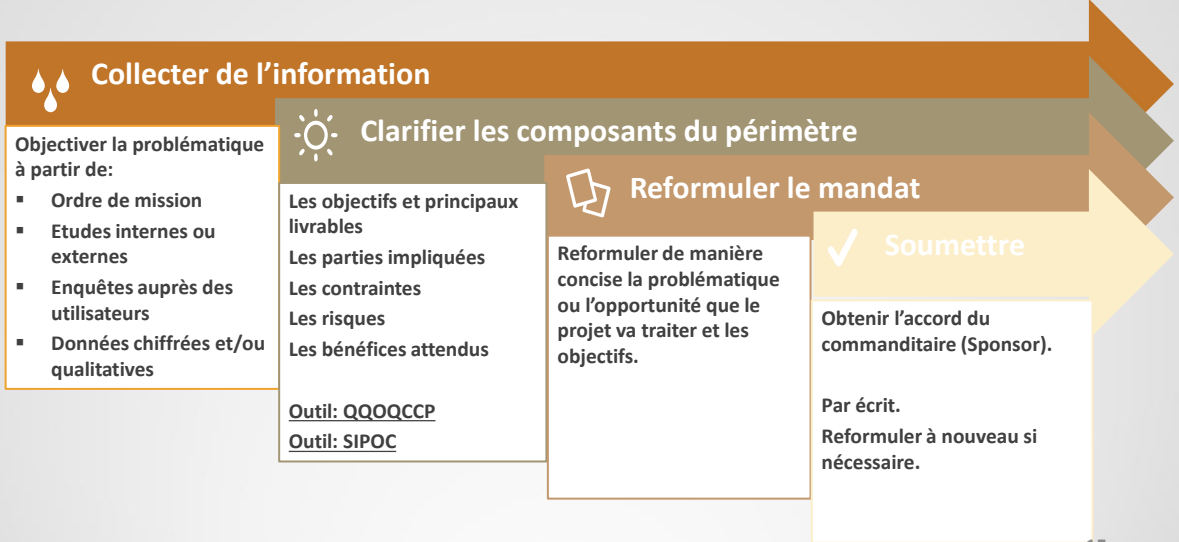 Collecter de l’information
Objectiver la problématique
à partir de:
▪ Ordre de mission
▪ Etudes internes ou
externes
▪ Enquêtes auprès des
utilisateurs
▪ Données chiffrées et/ou
qualitatives
Clarifier les composants du périmètre
Les objectifs et principaux
livrables
Les parties impliquées
Les contraintes
Les risques
Les bénéfices attendus
Outil: QQOQCCP
Outil: SIPOC
Reformuler le mandat
Reformuler de manière
concise la problématique
ou l’opportunité que le
projet va traiter et les
objectifs.
Soumettre
Obtenir l’accord du
commanditaire (Sponsor).
Par écrit.
Reformuler à nouveau si
nécessaire.